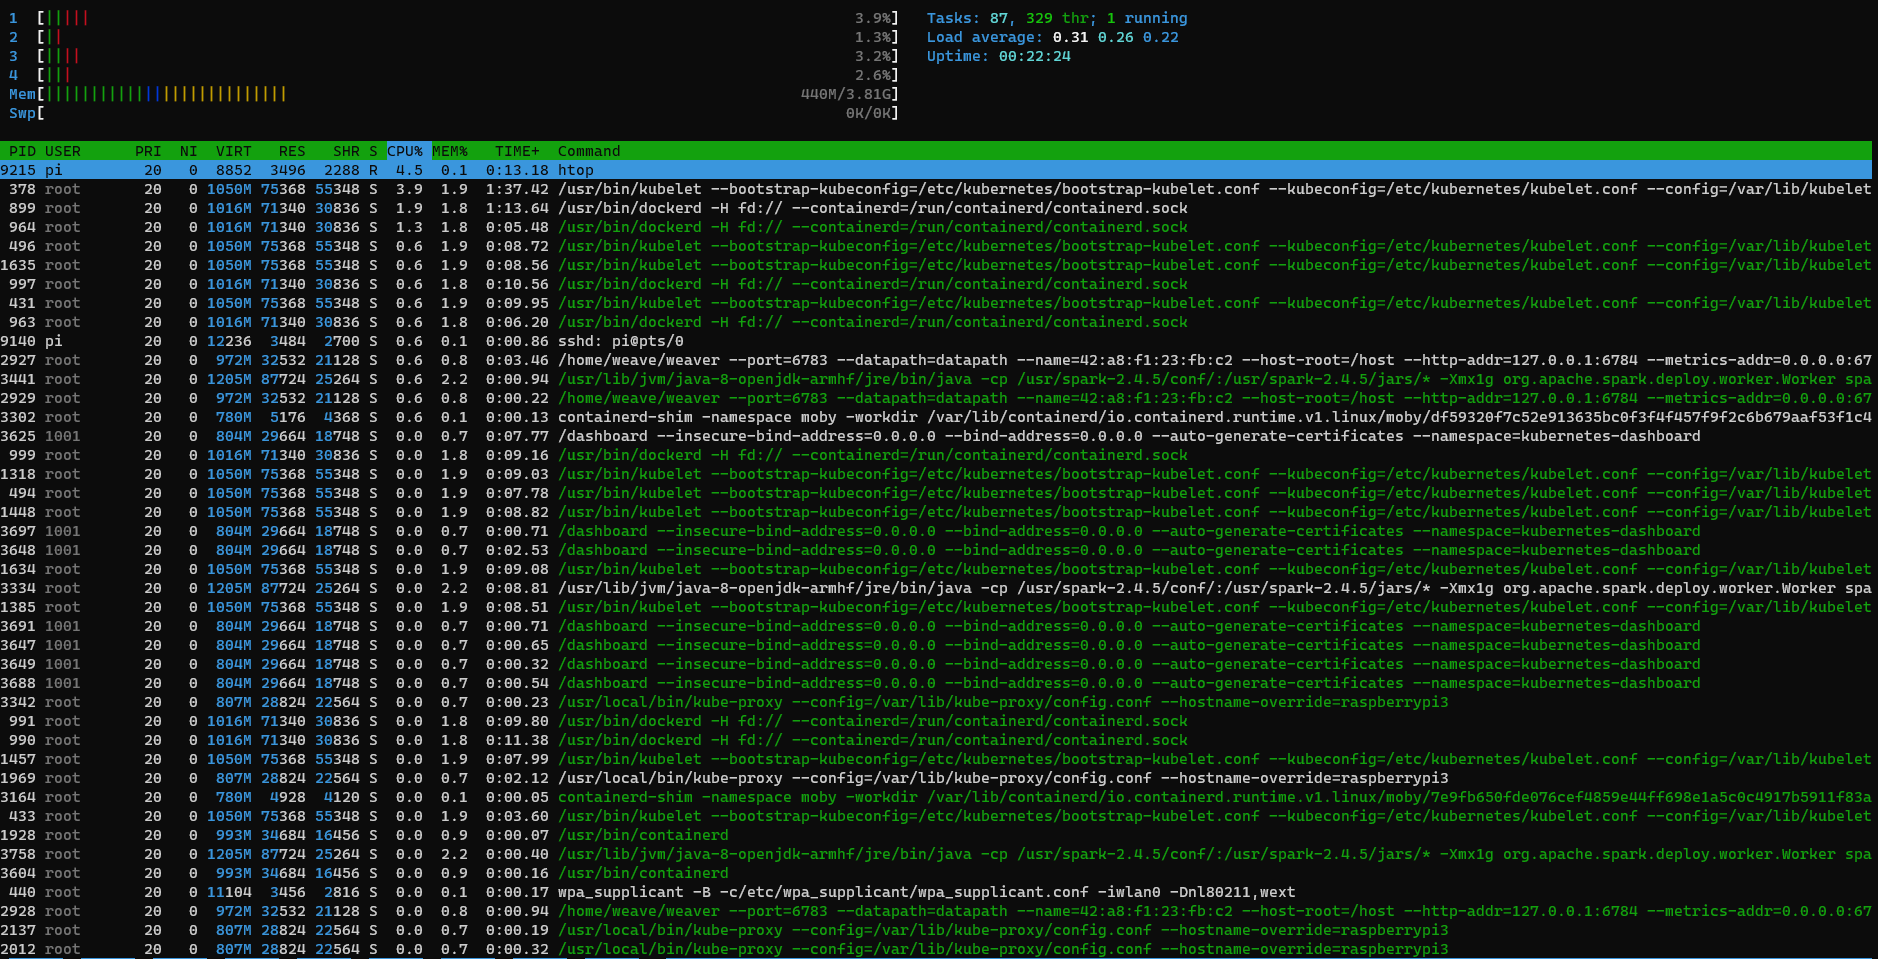 1 [||||| 3.9%] Tasks: 87, 329 thr; 1 running
2 [|| 1.3%] Load average: 0.31 0.26 0.22
3 [|||| 3.2%] Uptime: 00:22:24
4 [||| 2.6%]
Mem[||||||||||||||||||||||||||| 440M/3.81G]
Swp[ 0K/0K]
PID USER PRI NI VIRT RES SHR S CPU% MEM% TIME+ Command
9215 pi 20 0 8852 3496 2288 R 4.5 0.1 0:13.18 htop
378 root 20 0 1050M 75368 55348 S 3.9 1.9 1:37.42 /usr/bin/kubelet --bootstrap-kubeconfig=/etc/kubernetes/bootstrap-kubelet.conf --kubeconfig=/etc/kubernetes/kubelet.conf --config=/var/lib/kubelet
899 root 20 0 1016M 71340 30836 S 1.9 1.8 1:13.64 /usr/bin/dockerd -H fd:// --containerd=/run/containerd/containerd.sock
964 root 20 0 1016M 71340 30836 S 1.3 1.8 0:05.48 /usr/bin/dockerd -H fd:// --containerd=/run/containerd/containerd.sock
496 root 20 0 1050M 75368 55348 S 0.6 1.9 0:08.72 /usr/bin/kubelet --bootstrap-kubeconfig=/etc/kubernetes/bootstrap-kubelet.conf --kubeconfig=/etc/kubernetes/kubelet.conf --config=/var/lib/kubelet
1635 root 20 0 1050M 75368 55348 S 0.6 1.9 0:08.56 /usr/bin/kubelet --bootstrap-kubeconfig=/etc/kubernetes/bootstrap-kubelet.conf --kubeconfig=/etc/kubernetes/kubelet.conf --config=/var/lib/kubelet
997 root 20 0 1016M 71340 30836 S 0.6 1.8 0:10.56 /usr/bin/dockerd -H fd:// --containerd=/run/containerd/containerd.sock
431 root 20 0 1050M 75368 55348 S 0.6 1.9 0:09.95 /usr/bin/kubelet --bootstrap-kubeconfig=/etc/kubernetes/bootstrap-kubelet.conf --kubeconfig=/etc/kubernetes/kubelet.conf --config=/var/lib/kubelet
963 root 20 0 1016M 71340 30836 S 0.6 1.8 0:06.20 /usr/bin/dockerd -H fd:// --containerd=/run/containerd/containerd.sock
9140 pi 20 0 12236 3484 2700 S 0.6 0.1 0:00.86 sshd: pi@pts/0
2927 root 20 0 972M 32532 21128 S 0.6 0.8 0:03.46 /home/weave/weaver --port=6783 --datapath=datapath --name=42:a8:f1:23:fb:c2 --host-root=/host --http-addr=127.0.0.1:6784 --metrics-addr=0.0.0.0:67
3441 root 20 0 1205M 87724 25264 S 0.6 2.2 0:00.94 /usr/lib/jvm/java-8-openjdk-armhf/jre/bin/java -cp /usr/spark-2.4.5/conf/:/usr/spark-2.4.5/jars/* -Xmx1g org.apache.spark.deploy.worker.Worker spa
2929 root 20 0 972M 32532 21128 S 0.6 0.8 0:00.22 /home/weave/weaver --port=6783 --datapath=datapath --name=42:a8:f1:23:fb:c2 --host-root=/host --http-addr=127.0.0.1:6784 --metrics-addr=0.0.0.0:67
3302 root 20 0 780M 5176 4368 S 0.6 0.1 0:00.13 containerd-shim -namespace moby -workdir /var/lib/containerd/io.containerd.runtime.v1.linux/moby/df59320f7c52e913635bc0f3f4f457f9f2c6b679aaf53f1c4
3625 1001 20 0 804M 29664 18748 S 0.0 0.7 0:07.77 /dashboard --insecure-bind-address=0.0.0.0 --bind-address=0.0.0.0 --auto-generate-certificates --namespace=kubernetes-dashboard
999 root 20 0 1016M 71340 30836 S 0.0 1.8 0:09.16 /usr/bin/dockerd -H fd:// --containerd=/run/containerd/containerd.sock
1318 root 20 0 1050M 75368 55348 S 0.0 1.9 0:09.03 /usr/bin/kubelet --bootstrap-kubeconfig=/etc/kubernetes/bootstrap-kubelet.conf --kubeconfig=/etc/kubernetes/kubelet.conf --config=/var/lib/kubelet
494 root 20 0 1050M 75368 55348 S 0.0 1.9 0:07.78 /usr/bin/kubelet --bootstrap-kubeconfig=/etc/kubernetes/bootstrap-kubelet.conf --kubeconfig=/etc/kubernetes/kubelet.conf --config=/var/lib/kubelet
1448 root 20 0 1050M 75368 55348 S 0.0 1.9 0:08.82 /usr/bin/kubelet --bootstrap-kubeconfig=/etc/kubernetes/bootstrap-kubelet.conf --kubeconfig=/etc/kubernetes/kubelet.conf --config=/var/lib/kubelet
3697 1001 20 0 804M 29664 18748 S 0.0 0.7 0:00.71 /dashboard --insecure-bind-address=0.0.0.0 --bind-address=0.0.0.0 --auto-generate-certificates --namespace=kubernetes-dashboard
3648 1001 20 0 804M 29664 18748 S 0.0 0.7 0:02.53 /dashboard --insecure-bind-address=0.0.0.0 --bind-address=0.0.0.0 --auto-generate-certificates --namespace=kubernetes-dashboard
1634 root 20 0 1050M 75368 55348 S 0.0 1.9 0:09.08 /usr/bin/kubelet --bootstrap-kubeconfig=/etc/kubernetes/bootstrap-kubelet.conf --kubeconfig=/etc/kubernetes/kubelet.conf --config=/var/lib/kubelet
3334 root 20 0 1205M 87724 25264 S 0.0 2.2 0:08.81 /usr/lib/jvm/java-8-openjdk-armhf/jre/bin/java -cp /usr/spark-2.4.5/conf/:/usr/spark-2.4.5/jars/* -Xmx1g org.apache.spark.deploy.worker.Worker spa
1385 root 20 0 1050M 75368 55348 S 0.0 1.9 0:08.51 /usr/bin/kubelet --bootstrap-kubeconfig=/etc/kubernetes/bootstrap-kubelet.conf --kubeconfig=/etc/kubernetes/kubelet.conf --config=/var/lib/kubelet
3691 1001 20 0 804M 29664 18748 S 0.0 0.7 0:00.71 /dashboard --insecure-bind-address=0.0.0.0 --bind-address=0.0.0.0 --auto-generate-certificates --namespace=kubernetes-dashboard
3647 1001 20 0 804M 29664 18748 S 0.0 0.7 0:00.65 /dashboard --insecure-bind-address=0.0.0.0 --bind-address=0.0.0.0 --auto-generate-certificates --namespace=kubernetes-dashboard
3649 1001 20 0 804M 29664 18748 S 0.0 0.7 0:00.32 /dashboard --insecure-bind-address=0.0.0.0 --bind-address=0.0.0.0 --auto-generate-certificates --namespace=kubernetes-dashboard
3688 1001 20 0 804M 29664 18748 S 0.0 0.7 0:00.54 /dashboard --insecure-bind-address=0.0.0.0 --bind-address=0.0.0.0 --auto-generate-certificates --namespace=kubernetes-dashboard
3342 root 20 0 807M 28824 22564 S 0.0 0.7 0:00.23 /usr/local/bin/kube-proxy --config=/var/lib/kube-proxy/config.conf --hostname-override=raspberrypi3
991 root 20 0 1016M 71340 30836 S 0.0 1.8 0:09.80 /usr/bin/dockerd -H fd:// --containerd=/run/containerd/containerd.sock
990 root 20 0 1016M 71340 30836 S 0.0 1.8 0:11.38 /usr/bin/dockerd -H fd:// --containerd=/run/containerd/containerd.sock
1457 root 20 0 1050M 75368 55348 S 0.0 1.9 0:07.99 /usr/bin/kubelet --bootstrap-kubeconfig=/etc/kubernetes/bootstrap-kubelet.conf --kubeconfig=/etc/kubernetes/kubelet.conf --config=/var/lib/kubelet
1969 root 20 0 807M 28824 22564 S 0.0 0.7 0:02.12 /usr/local/bin/kube-proxy --config=/var/lib/kube-proxy/config.conf --hostname-override=raspberrypi3
3164 root 20 0 780M 4928 4120 S 0.0 0.1 0:00.05 containerd-shim -namespace moby -workdir /var/lib/containerd/io.containerd.runtime.v1.linux/moby/7e9fb650fde076cef4859e44ff698e1a5c0c4917b5911f83a
433 root 20 0 1050M 75368 55348 S 0.0 1.9 0:03.60 /usr/bin/kubelet --bootstrap-kubeconfig=/etc/kubernetes/bootstrap-kubelet.conf --kubeconfig=/etc/kubernetes/kubelet.conf --config=/var/lib/kubelet
1928 root 20 0 993M 34684 16456 S 0.0 0.9 0:00.07 /usr/bin/containerd
3758 root 20 0 1205M 87724 25264 S 0.0 2.2 0:00.40 /usr/lib/jvm/java-8-openjdk-armhf/jre/bin/java -cp /usr/spark-2.4.5/conf/:/usr/spark-2.4.5/jars/* -Xmx1g org.apache.spark.deploy.worker.Worker spa
3604 root 20 0 993M 34684 16456 S 0.0 0.9 0:00.16 /usr/bin/containerd
440 root 20 0 11104 3456 2816 S 0.0 0.1 0:00.17 wpa_supplicant -B -c/etc/wpa_supplicant/wpa_supplicant.conf -iwlan0 -Dnl80211,wext
2928 root 20 0 972M 32532 21128 S 0.0 0.8 0:00.94 /home/weave/weaver --port=6783 --datapath=datapath --name=42:a8:f1:23:fb:c2 --host-root=/host --http-addr=127.0.0.1:6784 --metrics-addr=0.0.0.0:67
2137 root 20 0 807M 28824 22564 S 0.0 0.7 0:00.19 /usr/local/bin/kube-proxy --config=/var/lib/kube-proxy/config.conf --hostname-override=raspberrypi3
2012 root 20 0 807M 28824 22564 S 0.0 0.7 0:00.32 /usr/local/bin/kube-proxy --config=/var/lib/kube-proxy/config.conf --hostname-override=raspberrypi3